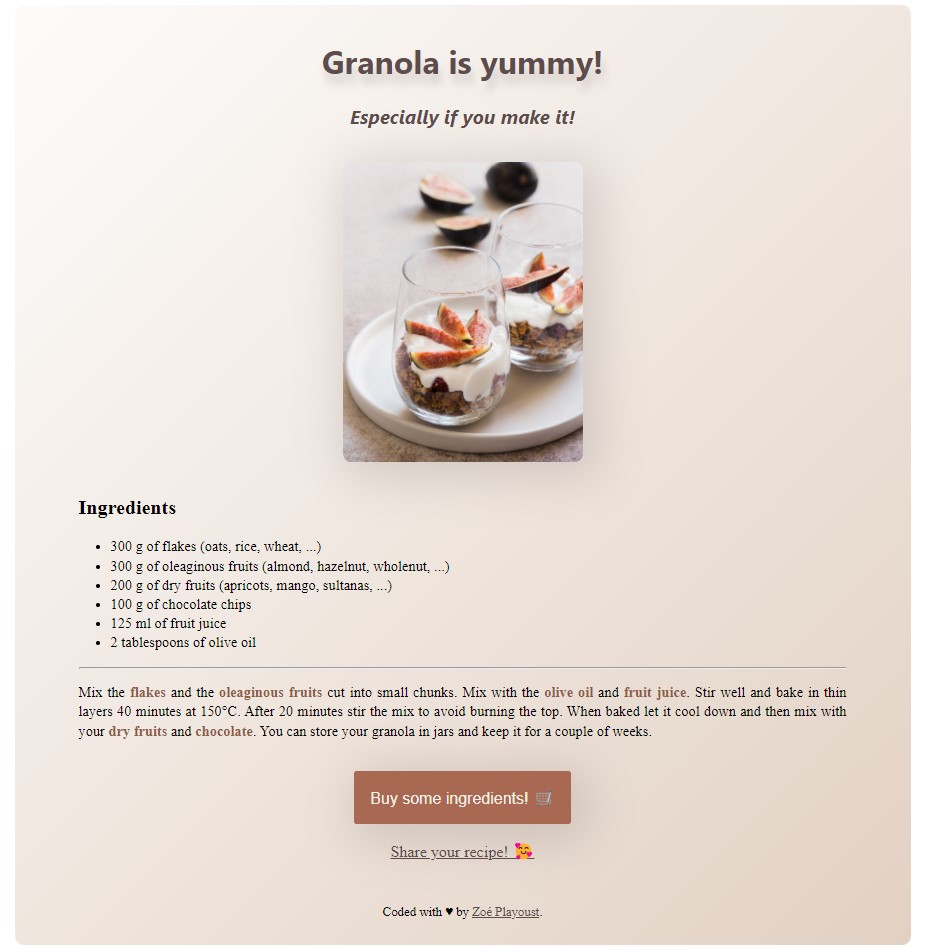 Granola is yummy!
Especially if you make it!
Ingredients
• 300 g of flakes (oats, rice, wheat, ...)
• 300 g of oleaginous fruits (almond, hazelnut, wholenut, ...)
• 200 g of dry fruits (apricots, mango, sultanas, ...)
• 100 g of chocolate chips
• 125 ml of fruit juice
• 2 tablespoons of olive oil
Mix the flakes and the oleaginous fruits cut into small chunks. Mix with the olive oil and fruit juice. Stir well and bake in thin
layers 40 minutes at 150°C. After 20 minutes stir the mix to avoid burning the top. When baked let it cool down and then mix with
your dry fruits and chocolate. You can store your granola in jars and keep it for a couple of weeks.
Buy some ingredients! 🛒
Share your recipe! 🥰
Coded with ♥ by Zoé Playoust.